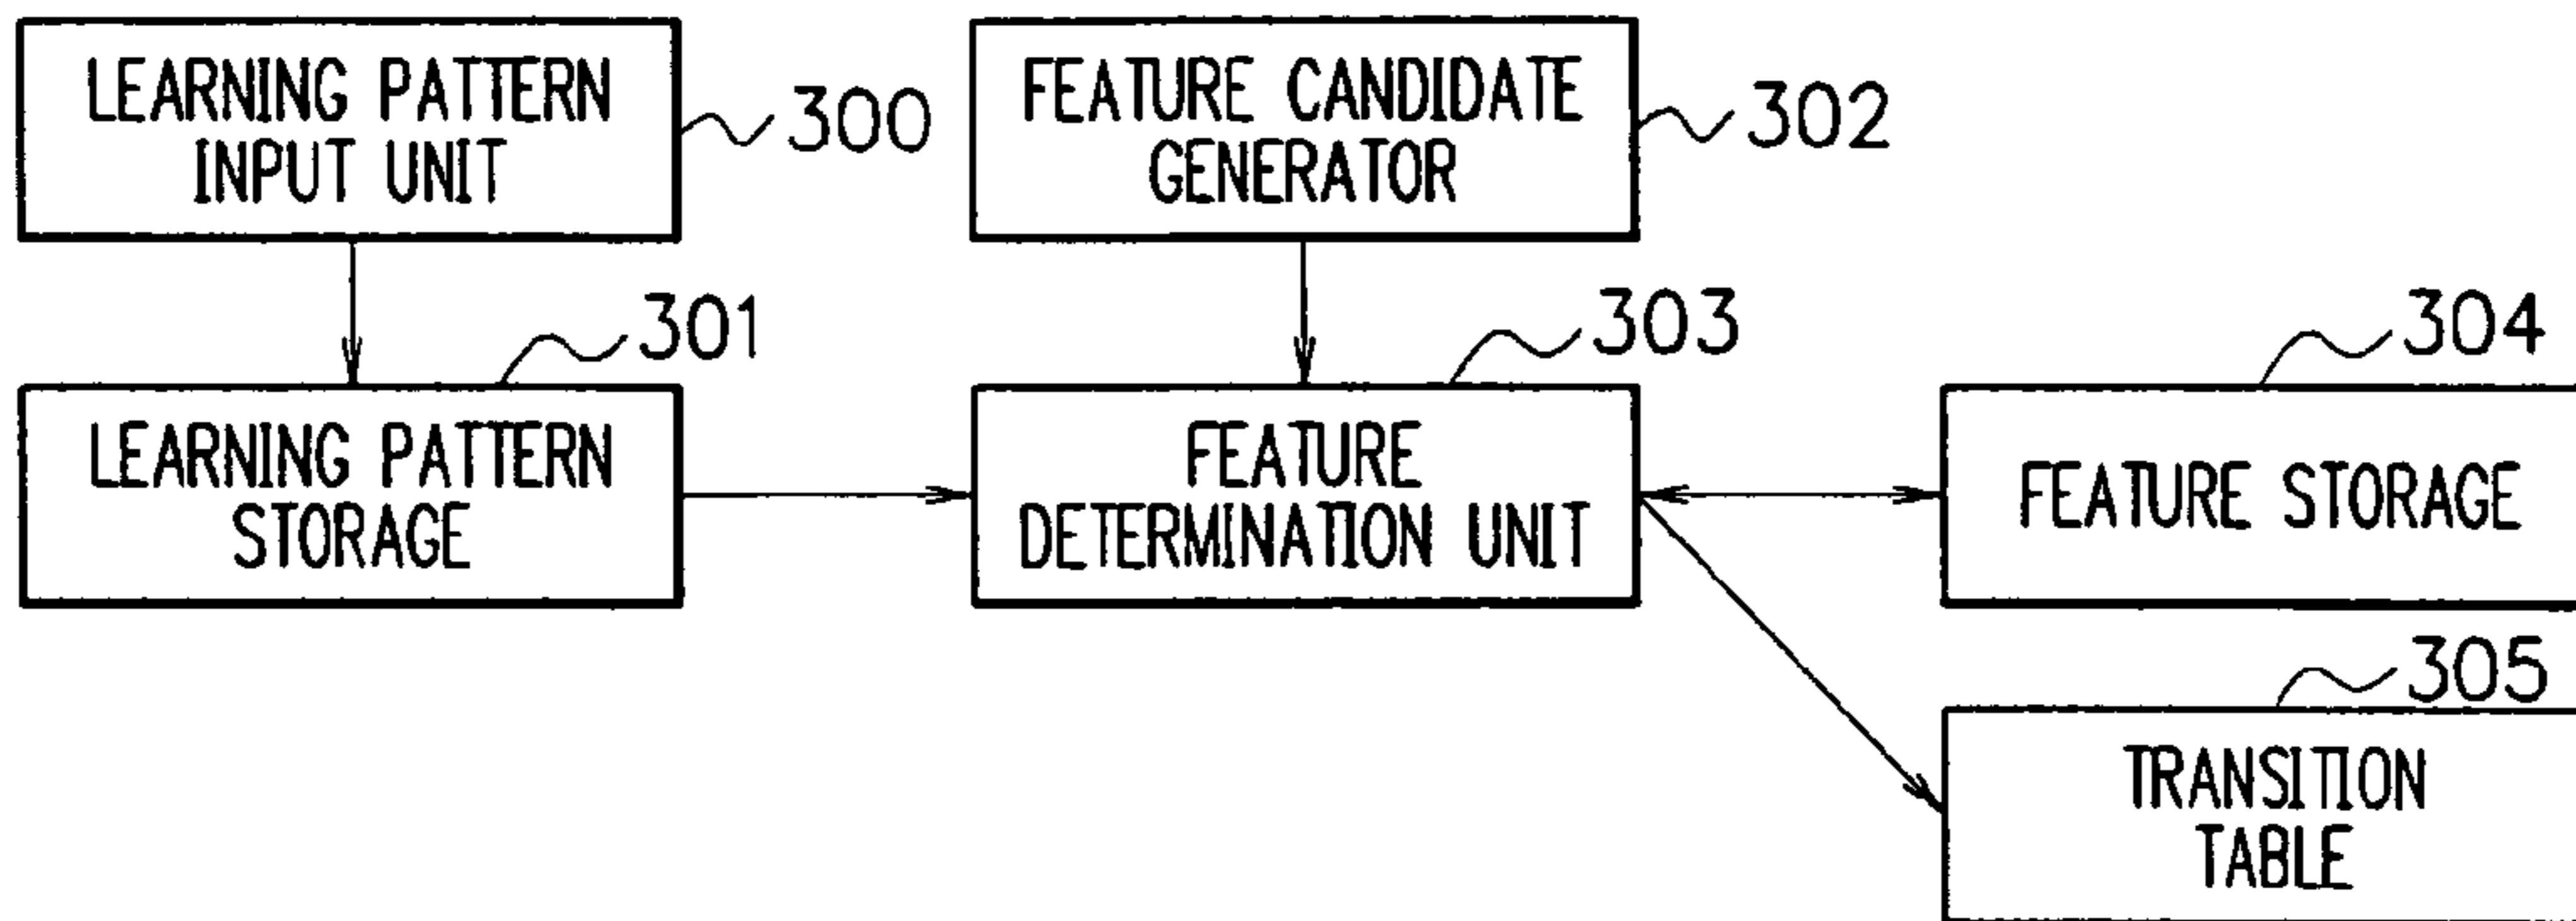 LEARNING PATTERN
INPUT UNIT
300
FEATURE CANDIDATE
GENERATOR
302
301
303
304
LEARNING PATTERN
STORAGE
FEATURE
DETERMINATION UNIT
FEATURE STORAGE
305
TRANSITION
TABLE